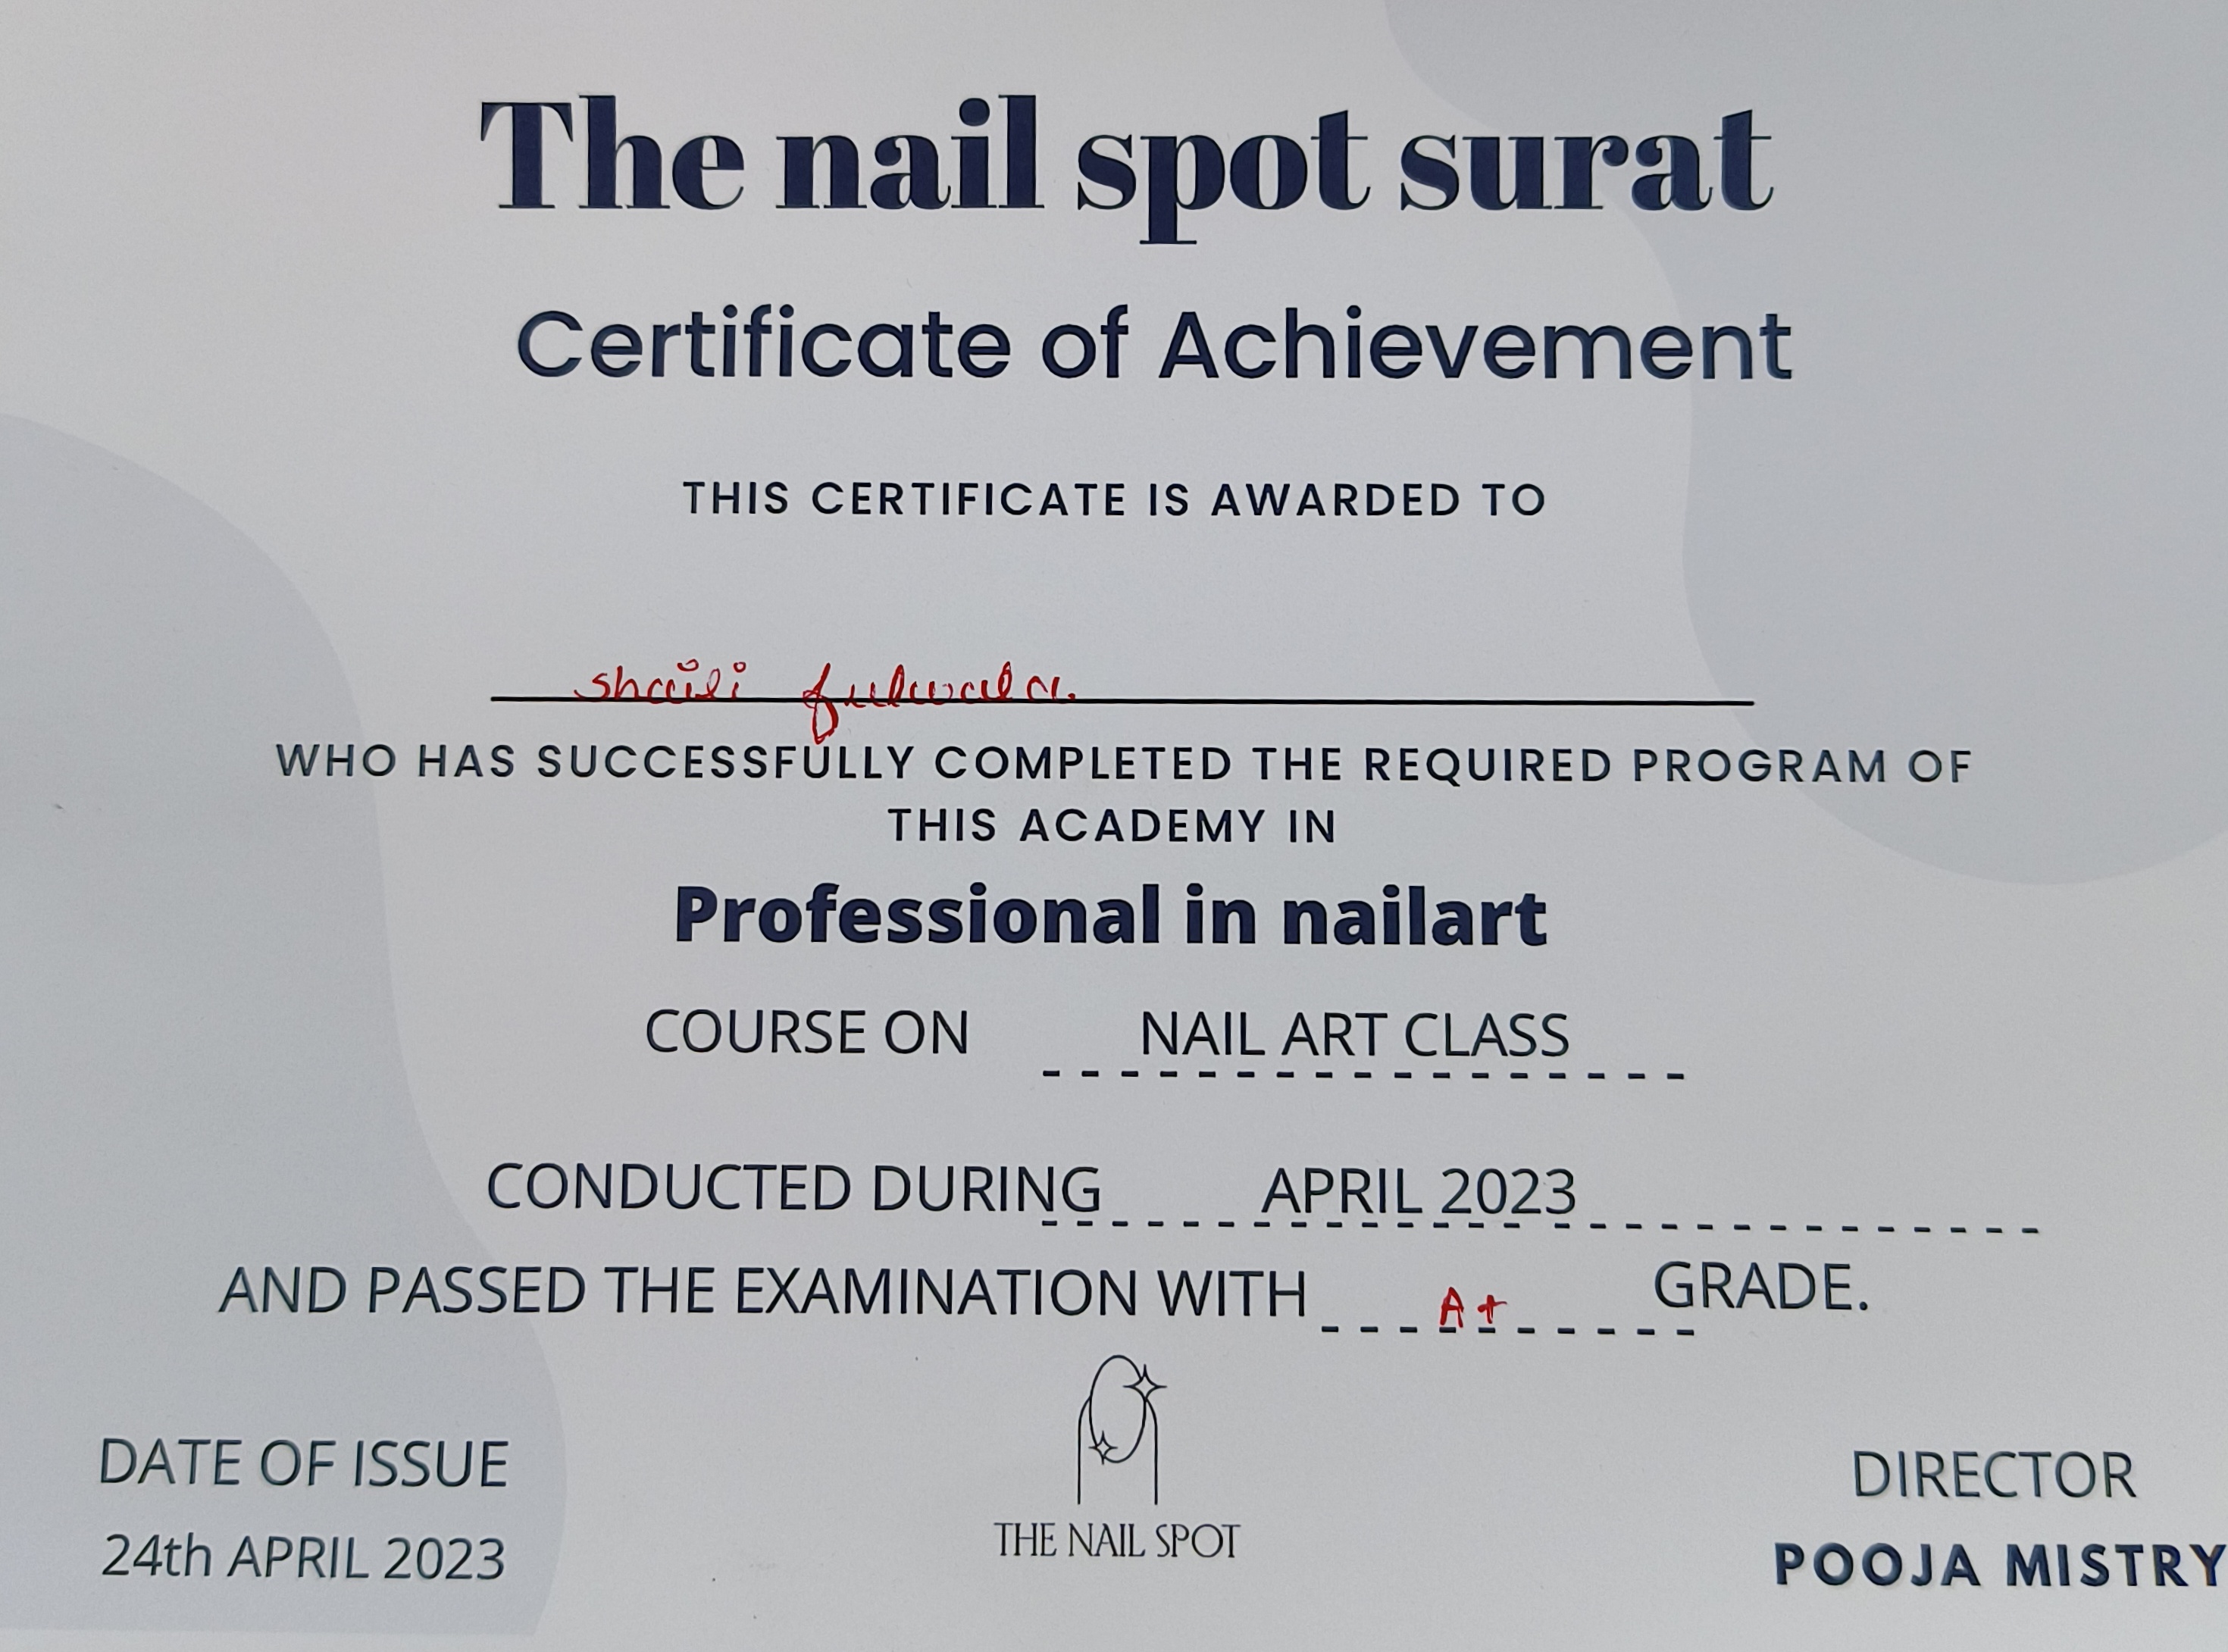 The nail spot surat
Certificate of Achievement
THIS CERTIFICATE IS AWARDED TO
shaili fulwala.
WHO HAS SUCCESSFULLY COMPLETED THE REQUIRED PROGRAM OF
THIS ACADEMY IN
Professional in nailart
COURSE ON NAIL ART CLASS
CONDUCTED DURING APRIL 2023
AND PASSED THE EXAMINATION WITH A+ GRADE.
DATE OF ISSUE
24th APRIL 2023
THE NAIL SPOT
DIRECTOR
POOJA MISTRY